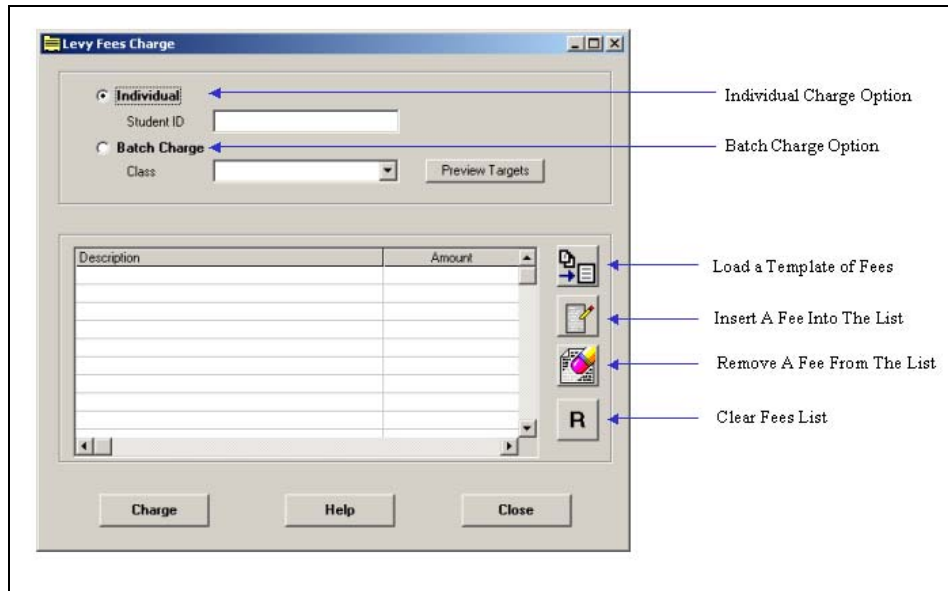 Levy Fees Charge
Individual
Individual Charge Option
Student ID
Batch Charge
Batch Charge Option
Class
Preview Targets
Description Amount
Load a Template of Fees
Insert A Fee Into The List
Remove A Fee From The List
R
Clear Fees List
Charge Help Close